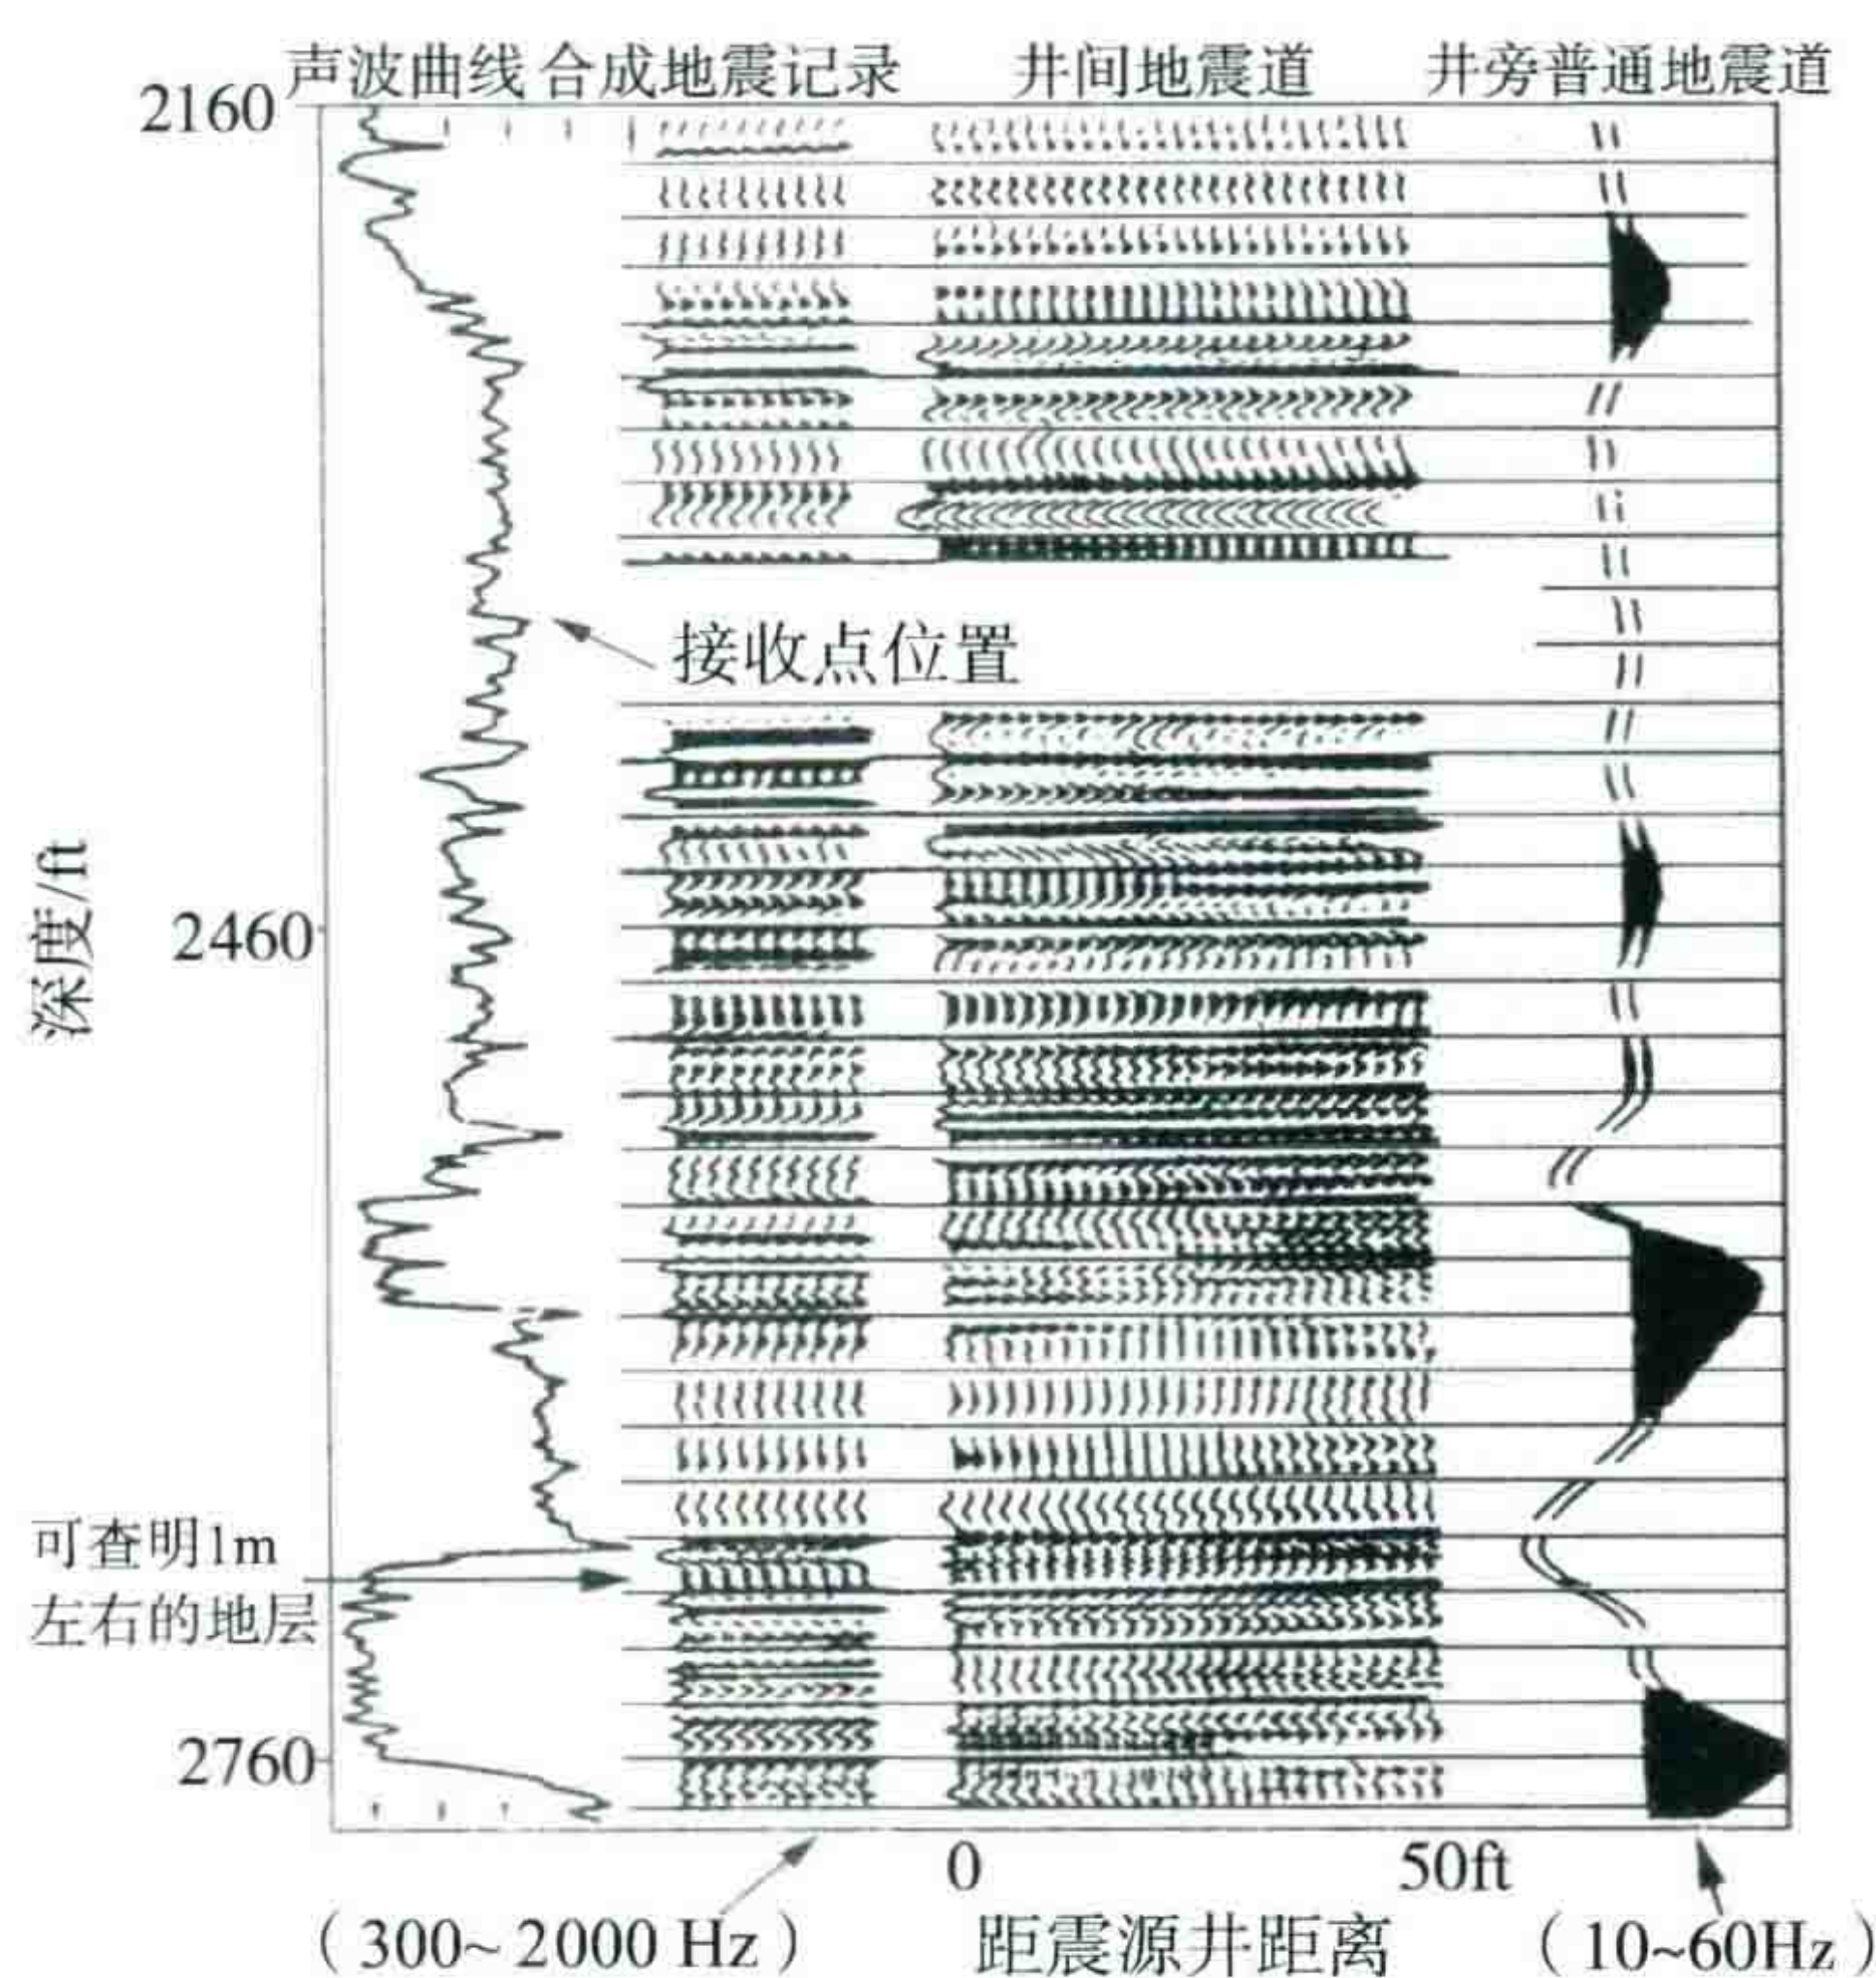 声波曲线 合成地震记录 井间地震道 井旁普通地震道
2160
接收点位置
深度/ft
2460
可查明1m
左右的地层
2760
0 50ft
（300~2000 Hz） 距震源井距离 （10~60Hz）